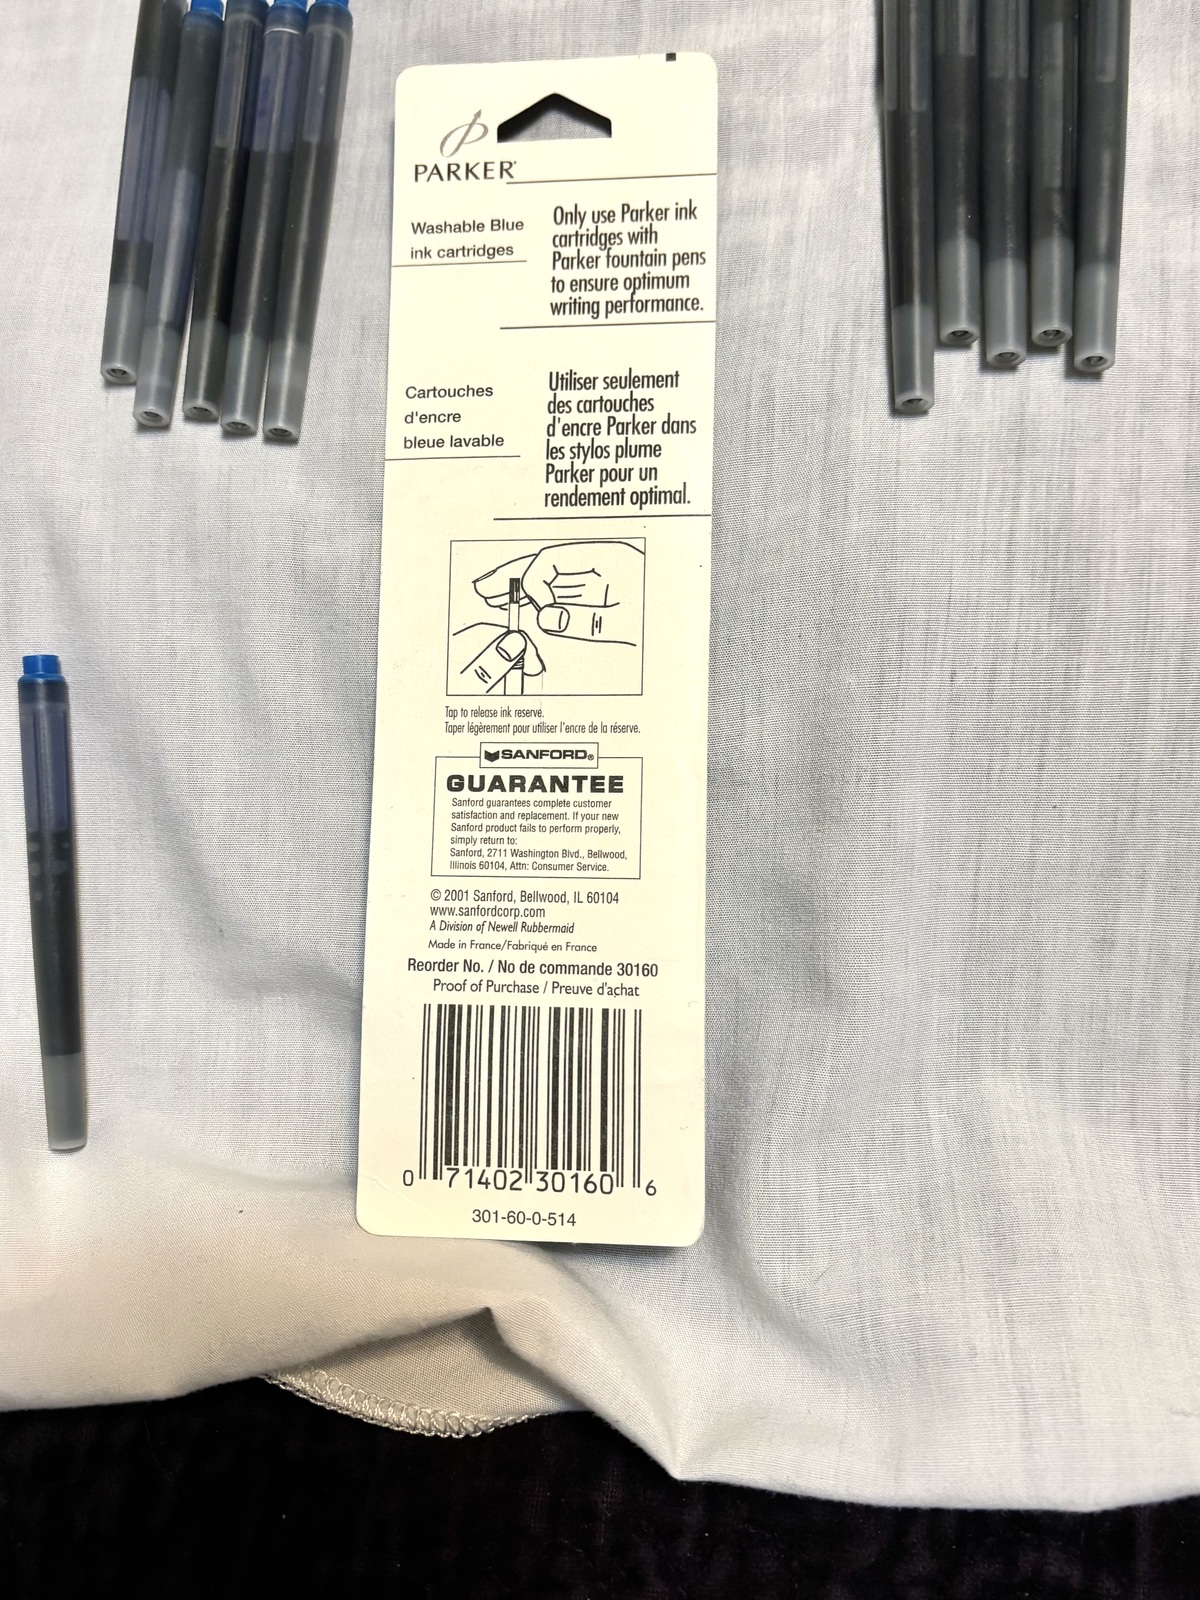 PARKER®
Washable Blue
ink cartridges
Only use Parker ink
cartridges with
Parker fountain pens
to ensure optimum
writing performance.
Cartouches
d'encre
bleue lavable
Utiliser seulement
des cartouches
d'encre Parker dans
les stylos plume
Parker pour un
rendement optimal.
Tap to release ink reserve.
Taper légèrement pour utiliser l'encre de la réserve.
SANFORD®
GUARANTEE
Sanford guarantees complete customer
satisfaction and replacement. If your new
Sanford product fails to perform properly,
simply return to:
Sanford, 2711 Washington Blvd., Bellwood,
Illinois 60104, Attn: Consumer Service.
© 2001 Sanford, Bellwood, IL 60104
www.sanfordcorp.com
A Division of Newell Rubbermaid
Made in France/Fabriqué en France
Reorder No. / No de commande 30160
Proof of Purchase / Preuve d'achat
0 71402 30160 6
301-60-0-514